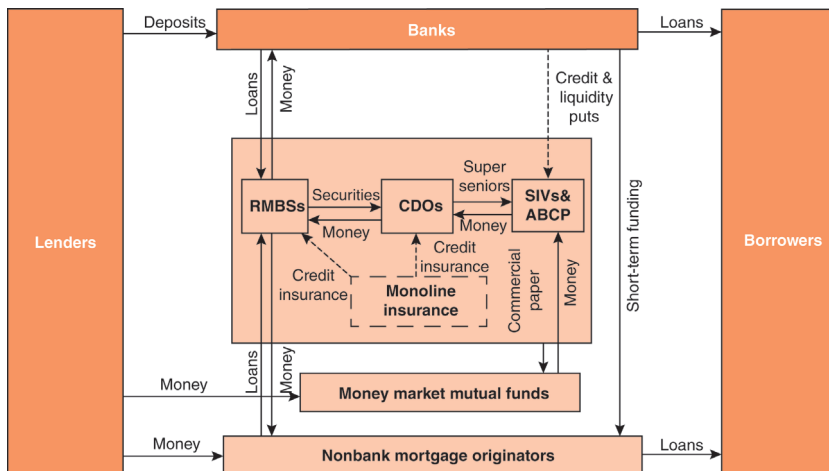 Deposits
Banks
Loans
Loans
Money
Credit &
liquidity
puts
Lenders
RMBSs
Securities
Money
CDOs
Super
seniors
Money
SIVs&
ABCP
Credit
insurance
Credit
insurance
Monoline
insurance
Commercial
paper
Money
Short-term funding
Borrowers
Loans
Money
Money
Money market mutual funds
Money
Nonbank mortgage originators
Loans